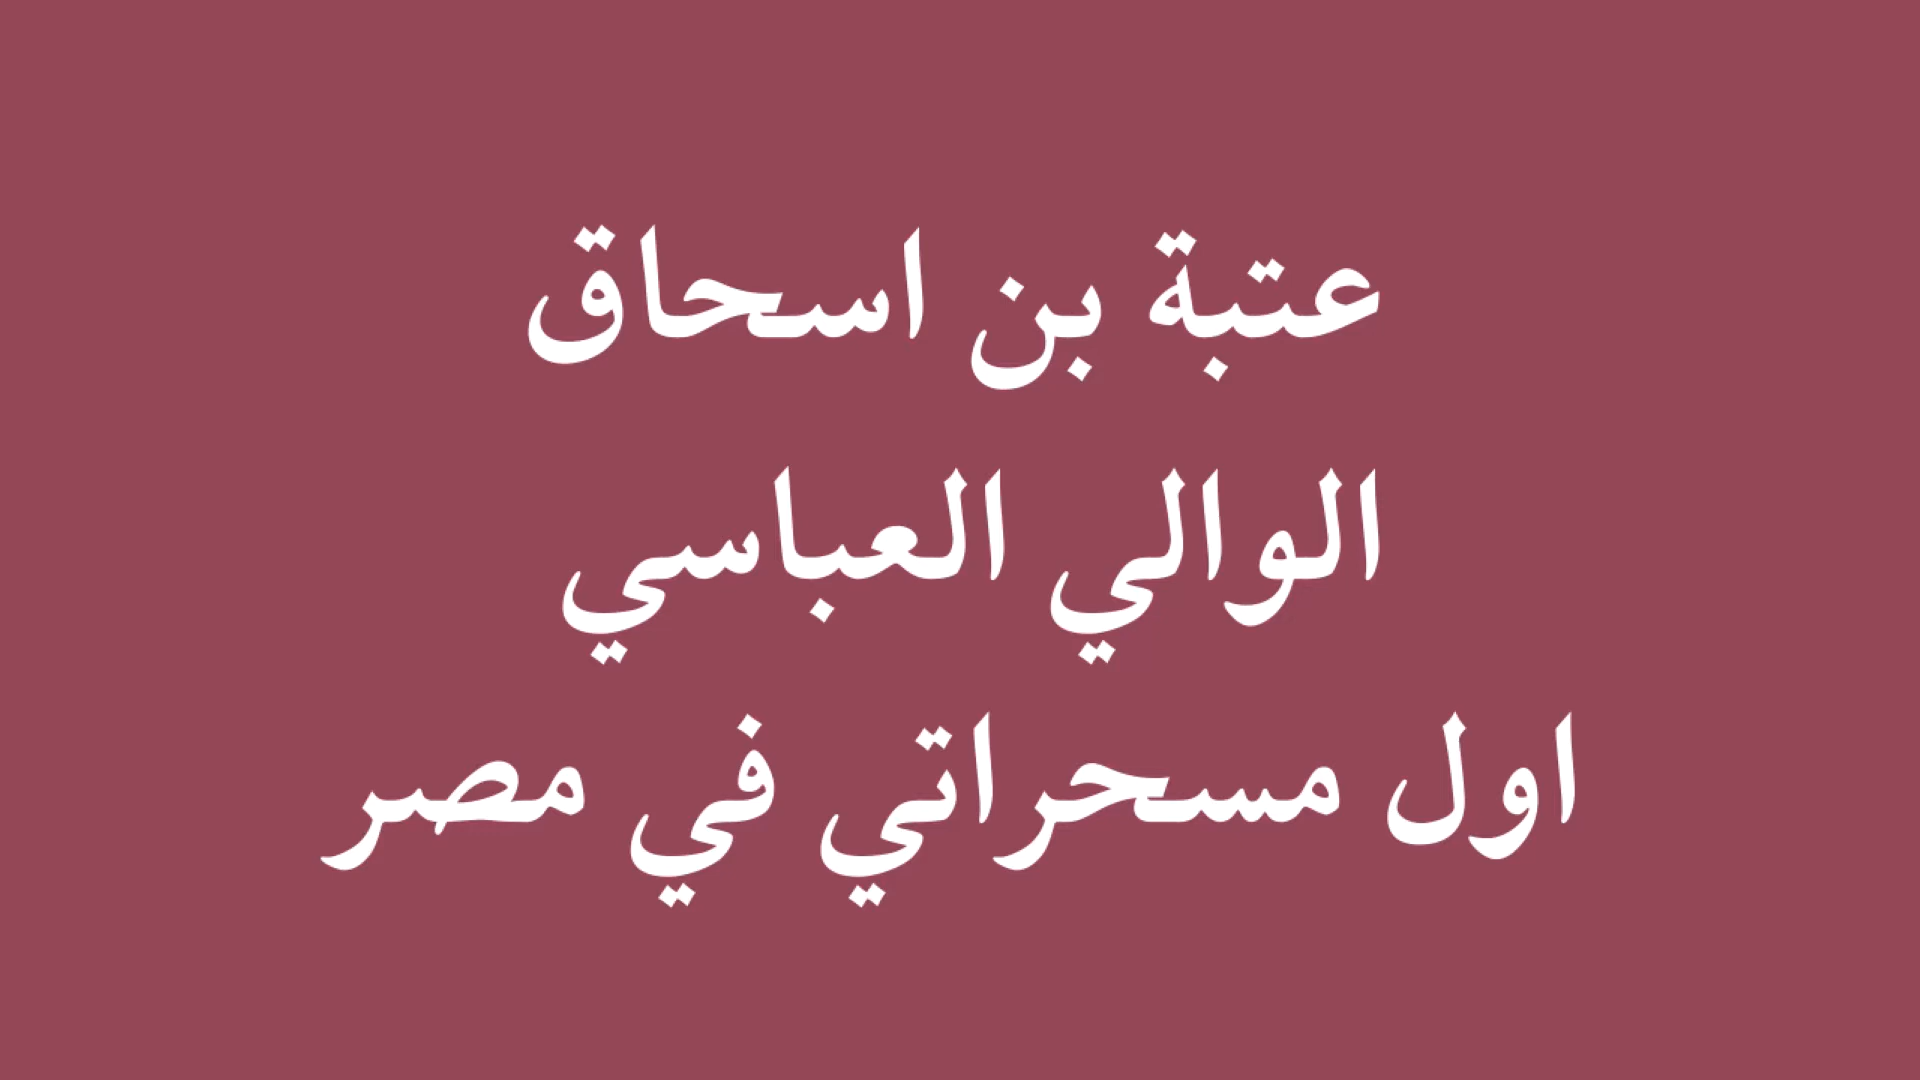 عتبة بن اسحاق
الوالي العباسي
اول مسحراتي في مصر